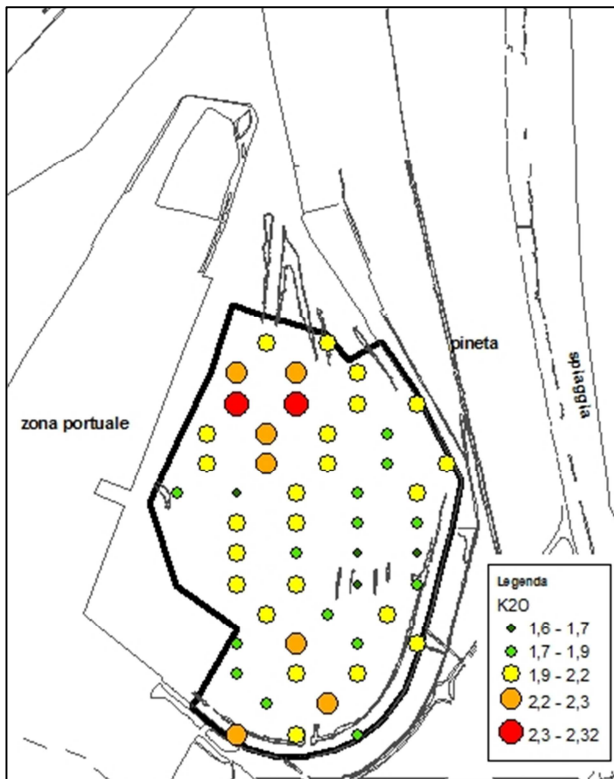 pineta
spiaggia
zona portuale
Legenda
K2O
1,6 - 1,7
1,7 - 1,9
1,9 - 2,2
2,2 - 2,3
2,3 - 2,32